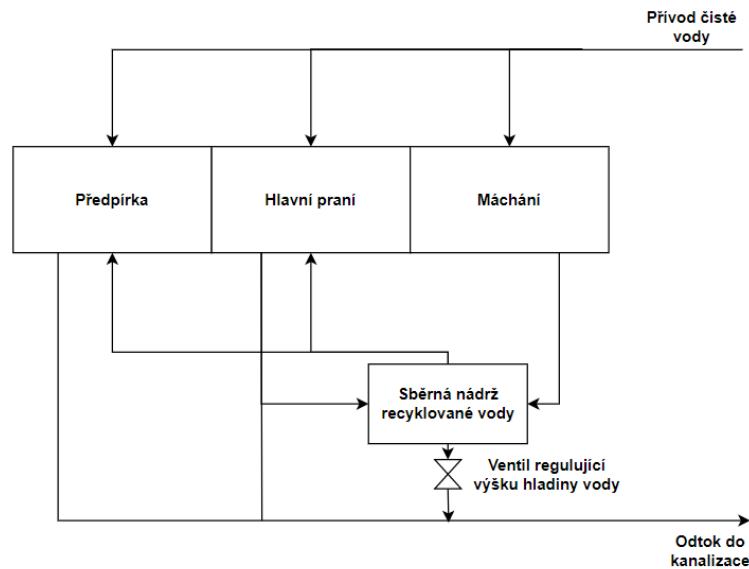 Přívod čisté
vody
Předpírka
Hlavní praní
Máchání
Sběrná nádrž
recyklované vody
Ventil regulující
výšku hladiny vody
Odtok do
kanalizace